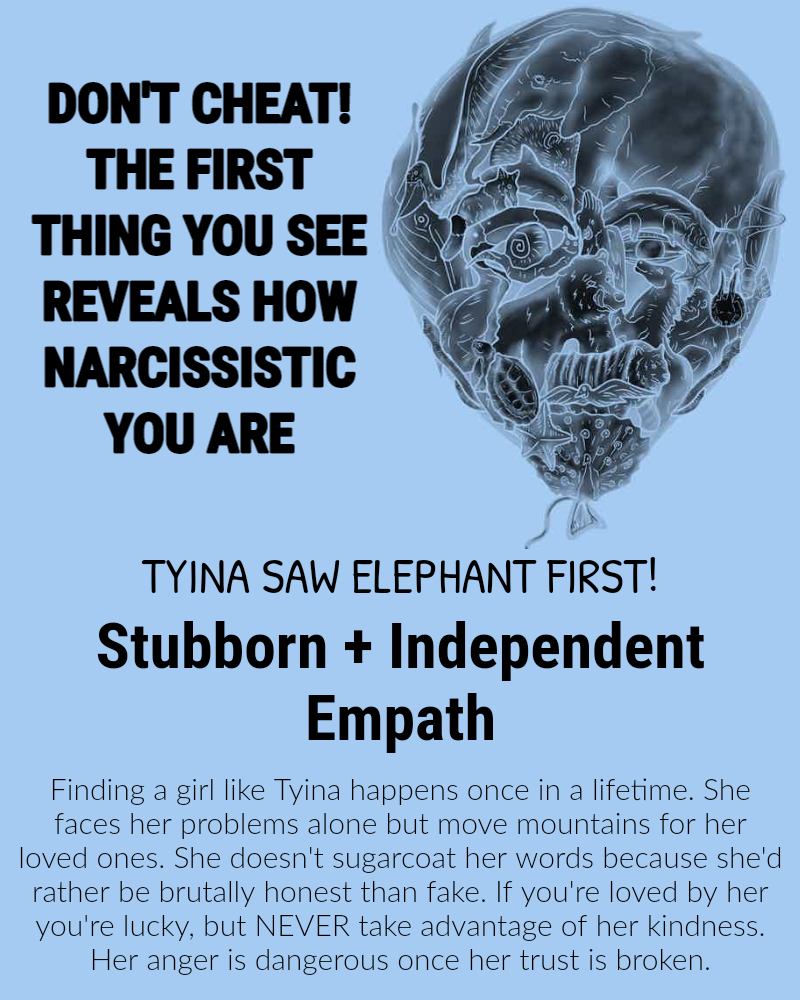 DON'T CHEAT!
THE FIRST
THING YOU SEE
REVEALS HOW
NARCISSISTIC
YOU ARE
TYINA SAW ELEPHANT FIRST!
Stubborn + Independent
Empath
Finding a girl like Tyina happens once in a lifetime. She
faces her problems alone but move mountains for her
loved ones. She doesn't sugarcoat her words because she'd
rather be brutally honest than fake. If you're loved by her
you're lucky, but NEVER take advantage of her kindness.
Her anger is dangerous once her trust is broken.